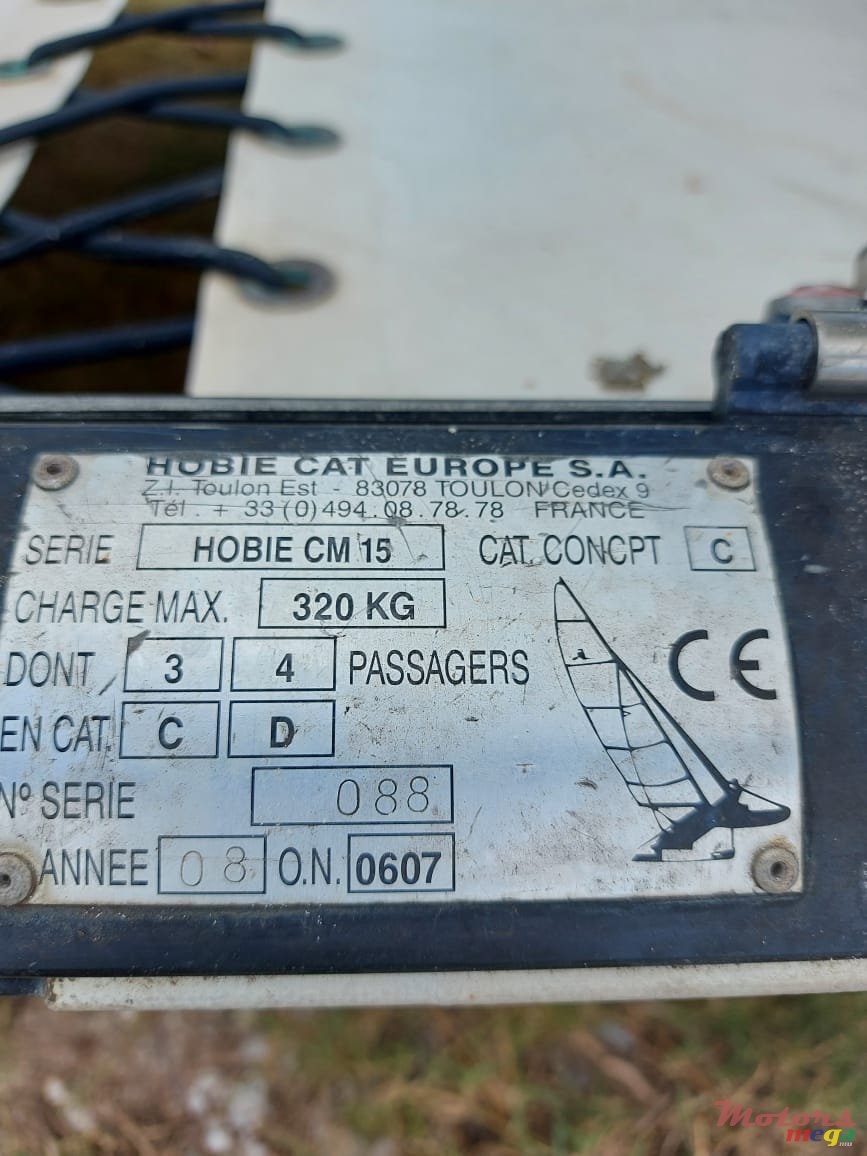 HOBIE CAT EUROPE S.A.
Z.I. Toulon Est - 83078 TOULON Cedex 9
Tél. + 33 (0) 494.08.78.78 FRANCE
SERIE HOBIE CM 15 CAT. CONCPT C
CHARGE MAX. 320 KG
DONT 3 4 PASSAGERS
EN CAT. C D
N° SERIE 088
ANNEE 08 O.N. 0607
CE
Motors
mega.mu